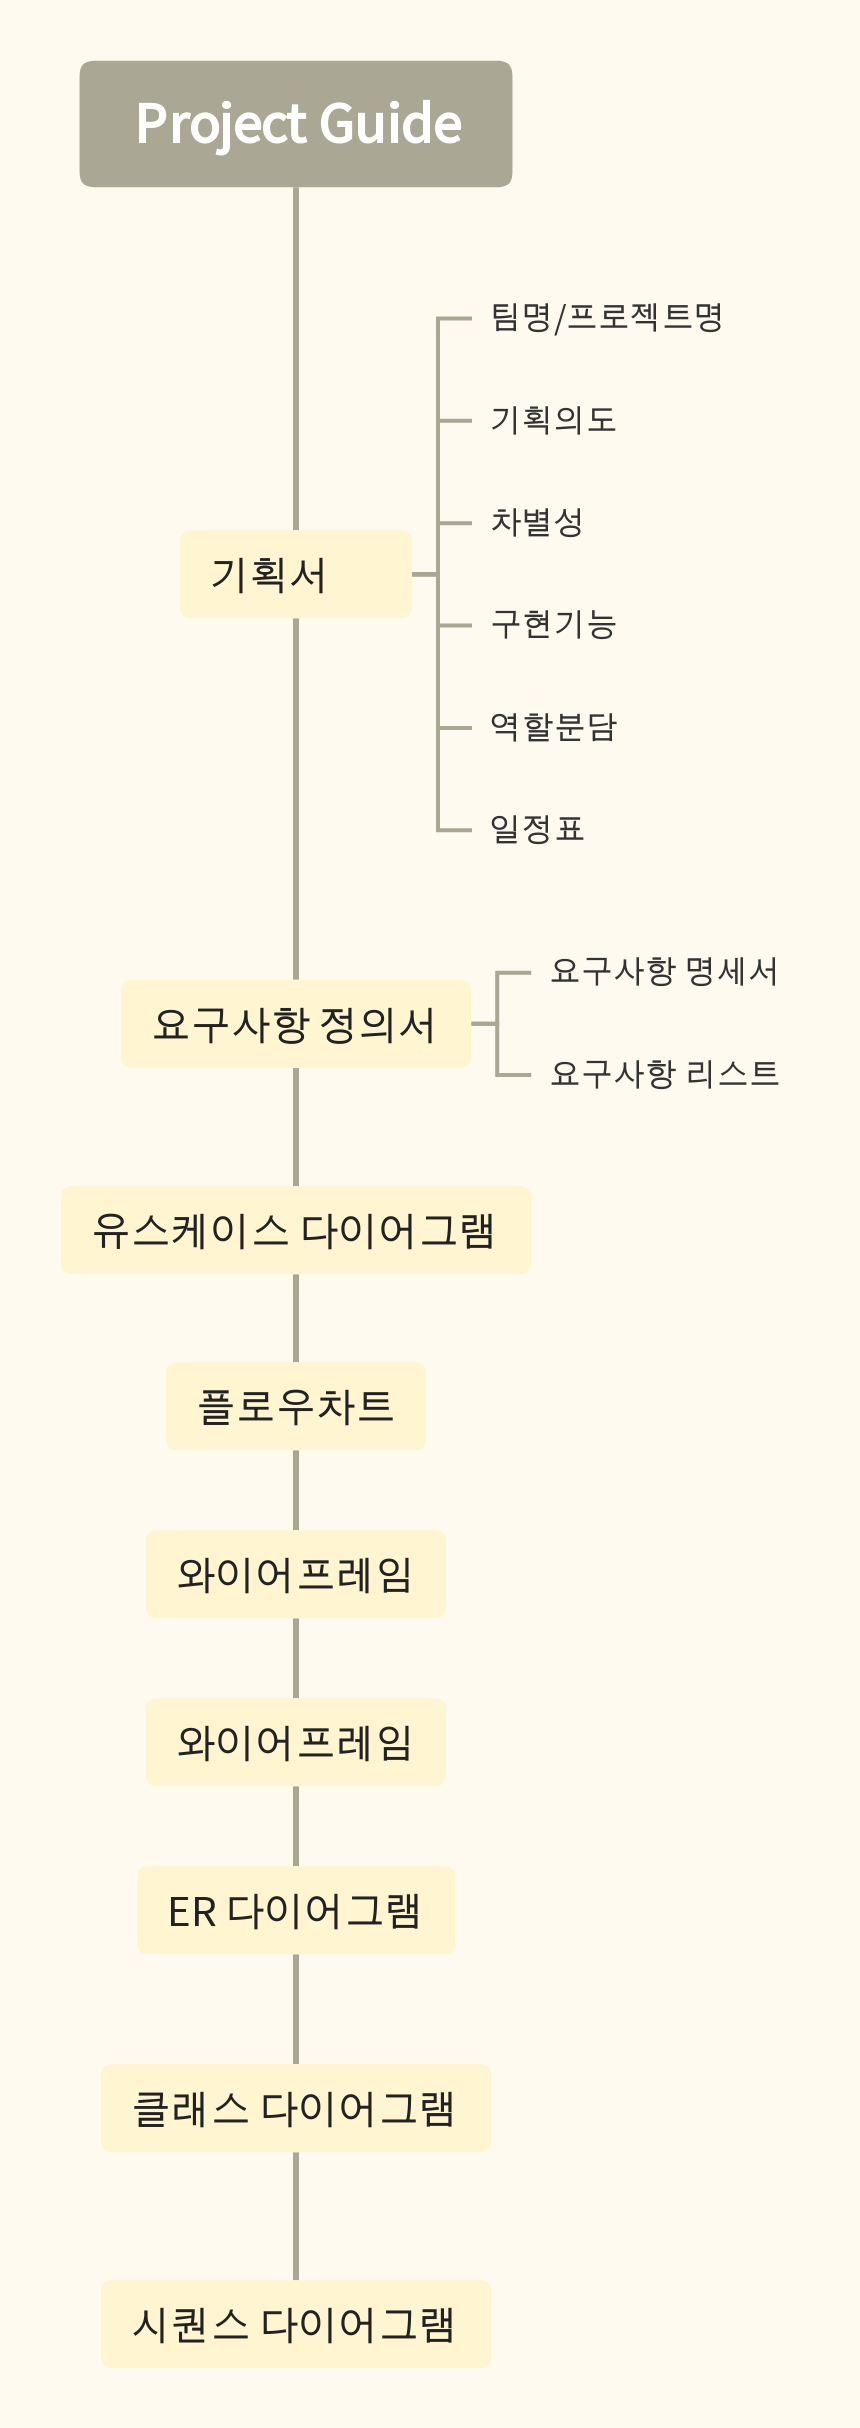 Project Guide
팀명/프로젝트명
기획의도
차별성
기획서
구현기능
역할분담
일정표
요구사항 명세서
요구사항 정의서
요구사항 리스트
유스케이스 다이어그램
플로우차트
와이어프레임
와이어프레임
ER 다이어그램
클래스 다이어그램
시퀀스 다이어그램